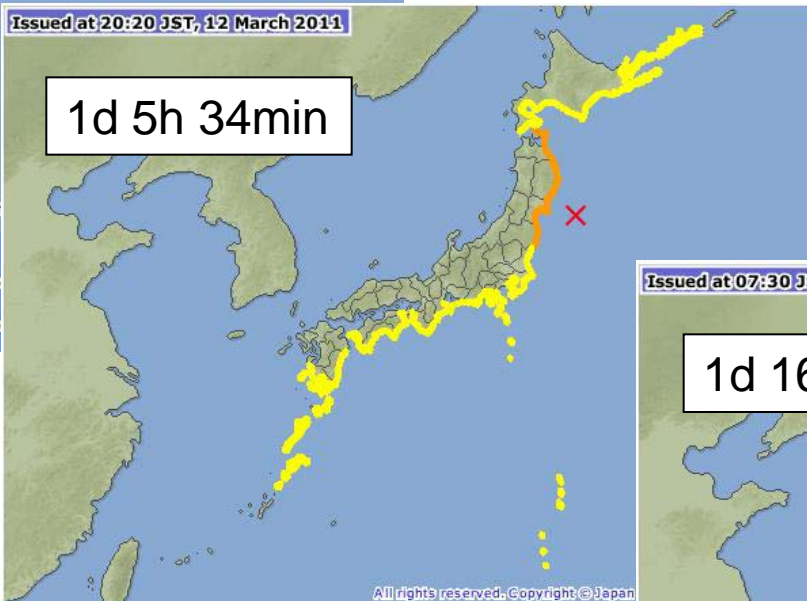 Issued at 20:20 JST, 12 March 2011
1d 5h 34min
All rights reserved. Copyright © Japan
Issued at 07:30 J
1d 16